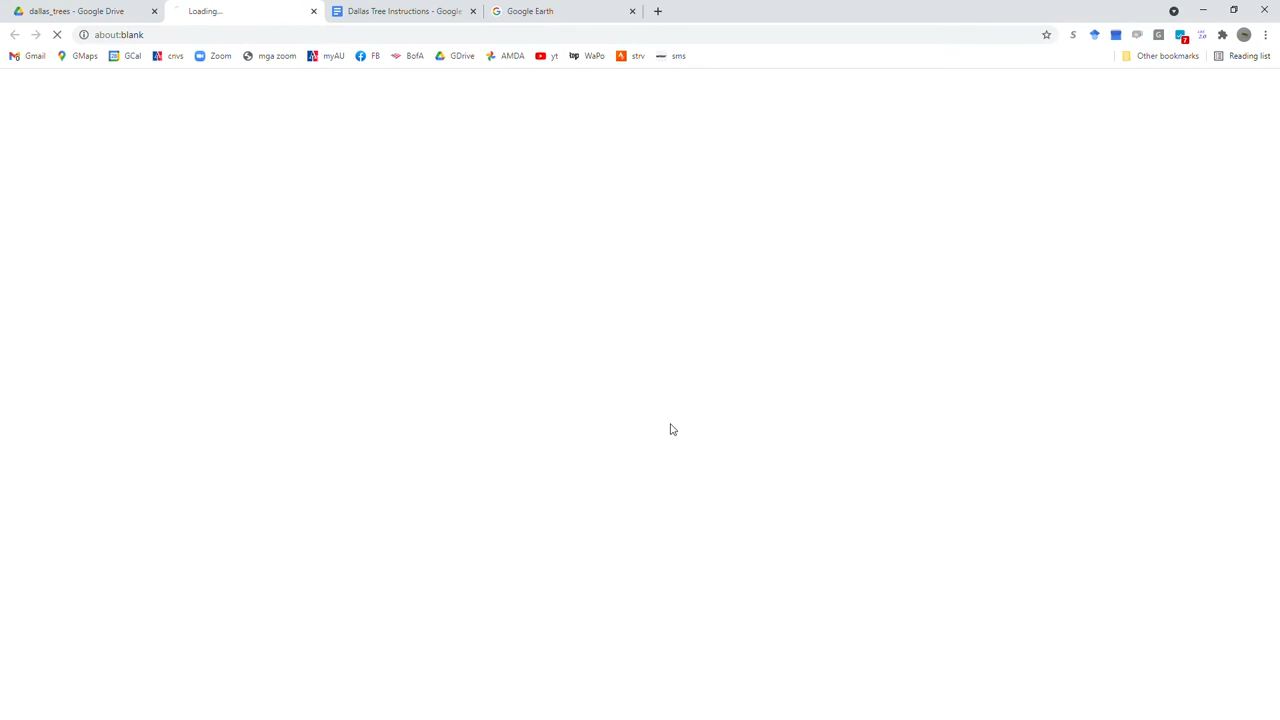 dallas_trees - Google Drive Loading... Dallas Tree Instructions - Google Google Earth
about:blank
Gmail GMaps GCal cnvs Zoom mga zoom myAU FB BofA GDrive AMDA yt WaPo strv sms Other bookmarks Reading list